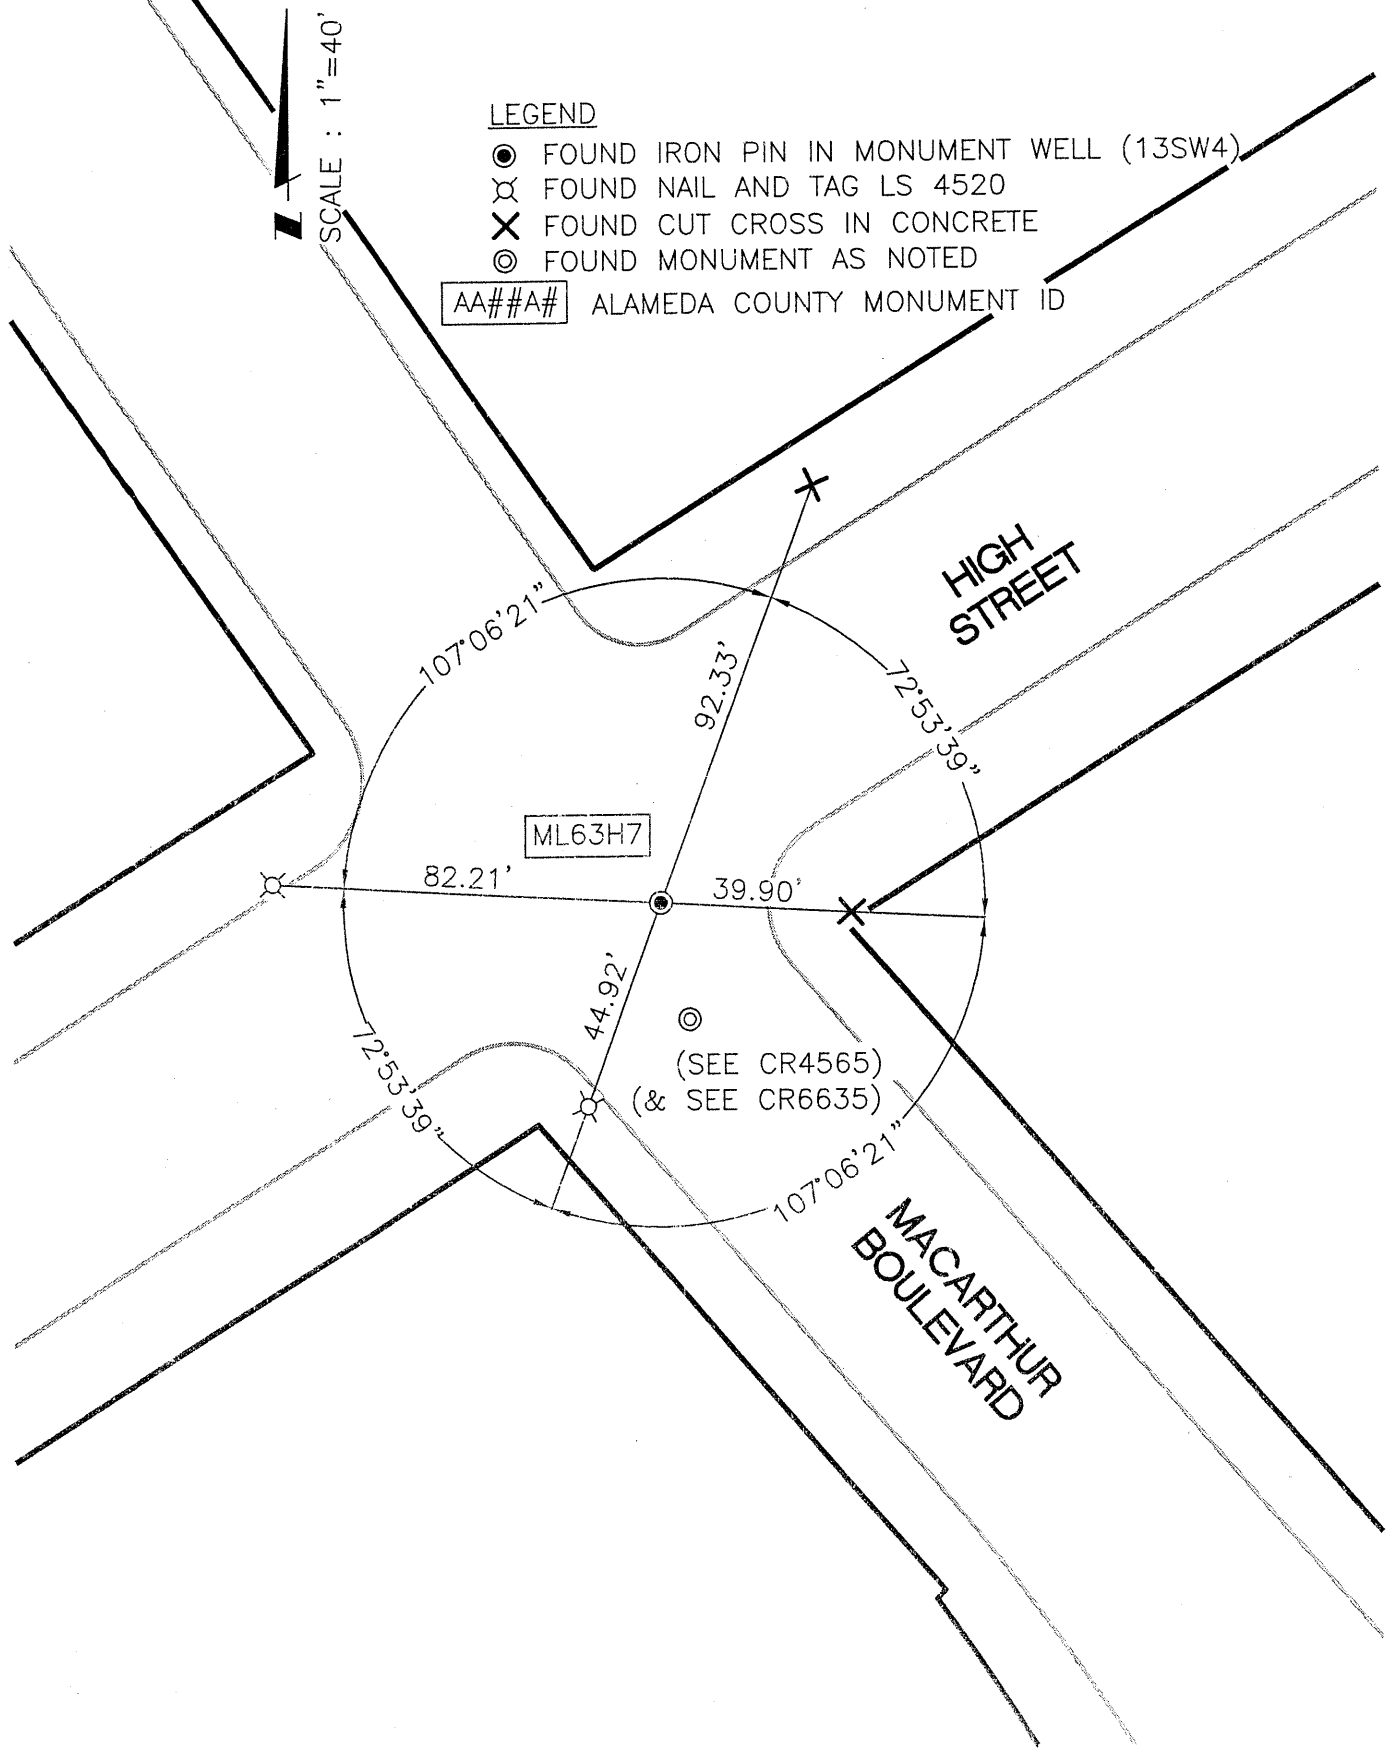 SCALE : 1"=40'
N
LEGEND
FOUND IRON PIN IN MONUMENT WELL (13SW4)
FOUND NAIL AND TAG LS 4520
FOUND CUT CROSS IN CONCRETE
FOUND MONUMENT AS NOTED
AA##A# ALAMEDA COUNTY MONUMENT ID
HIGH
STREET
107°06'21"
92.33'
72°53'39"
ML63H7
82.21'
39.90'
44.92'
72°53'39"
(SEE CR4565)
(& SEE CR6635)
107°06'21"
MACARTHUR
BOULEVARD